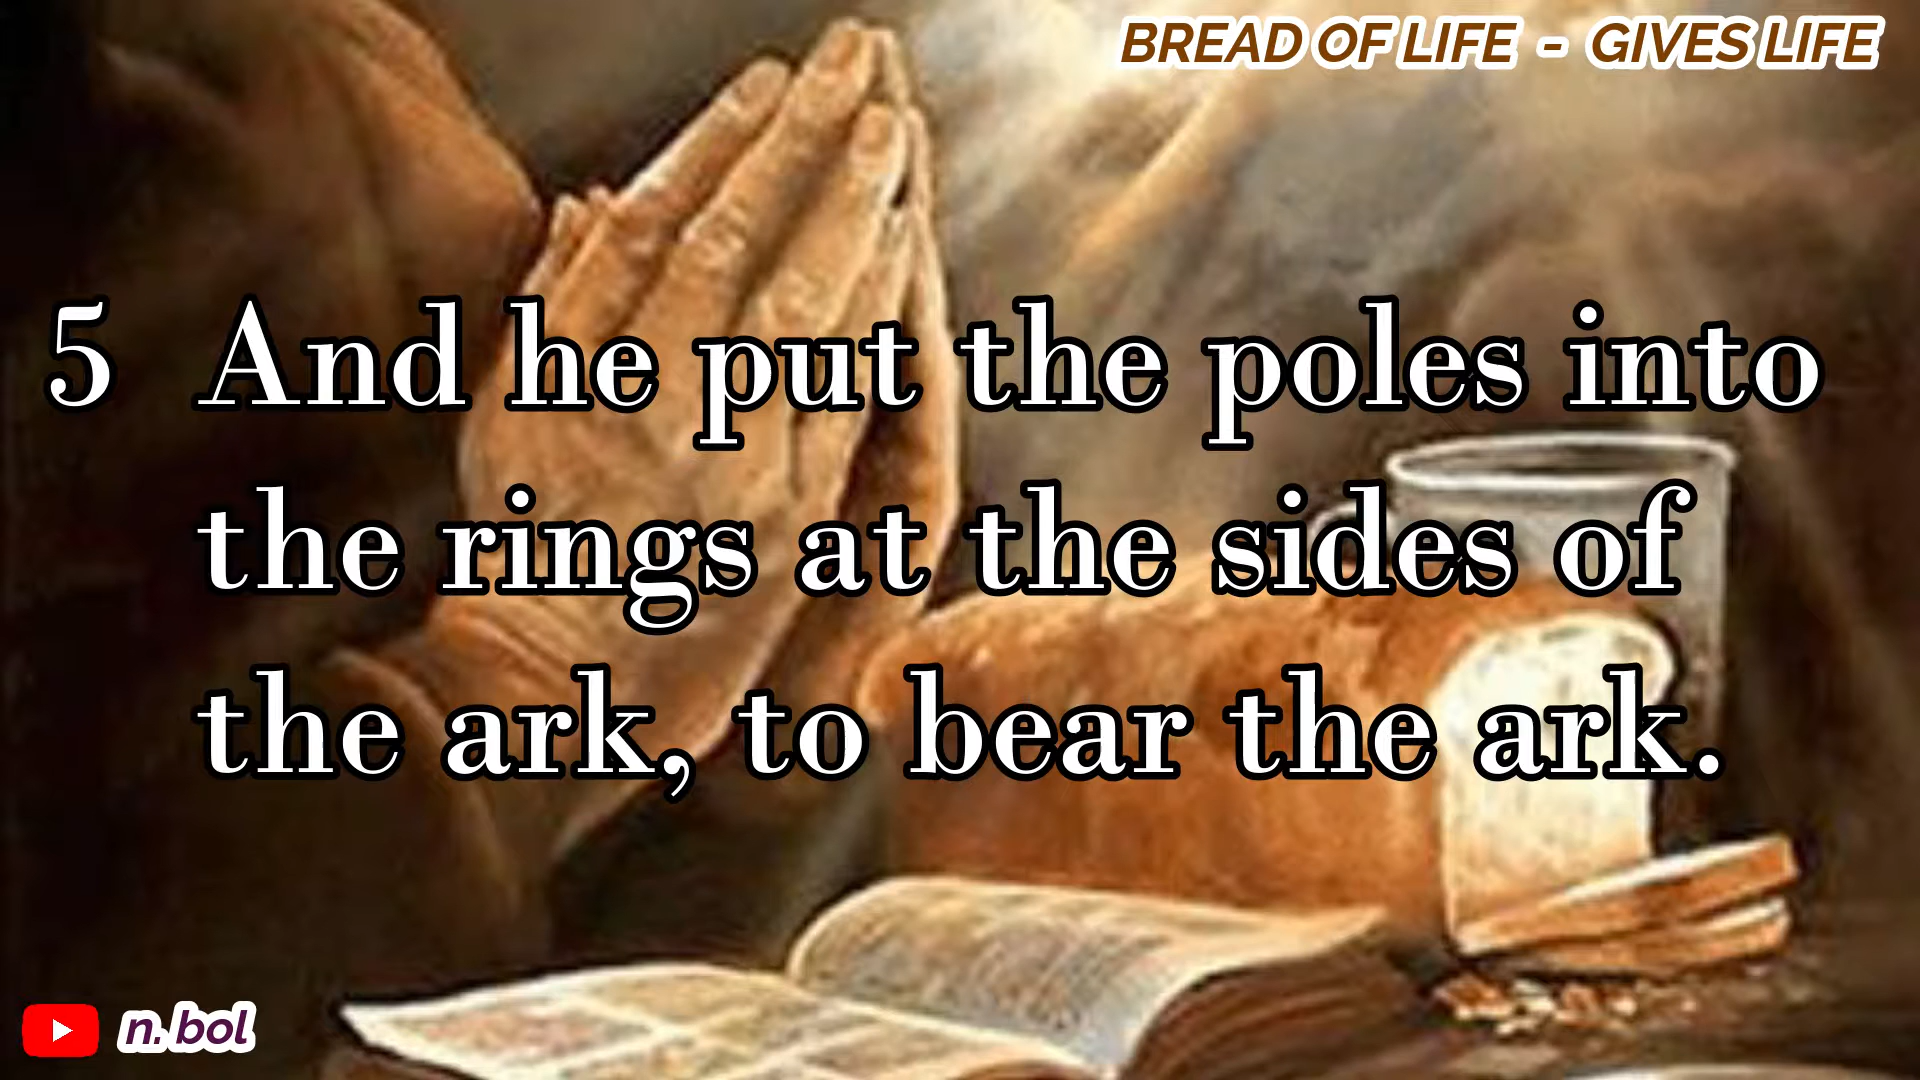 BREAD OF LIFE - GIVES LIFE
5 And he put the poles into
the rings at the sides of
the ark, to bear the ark.
n. bol